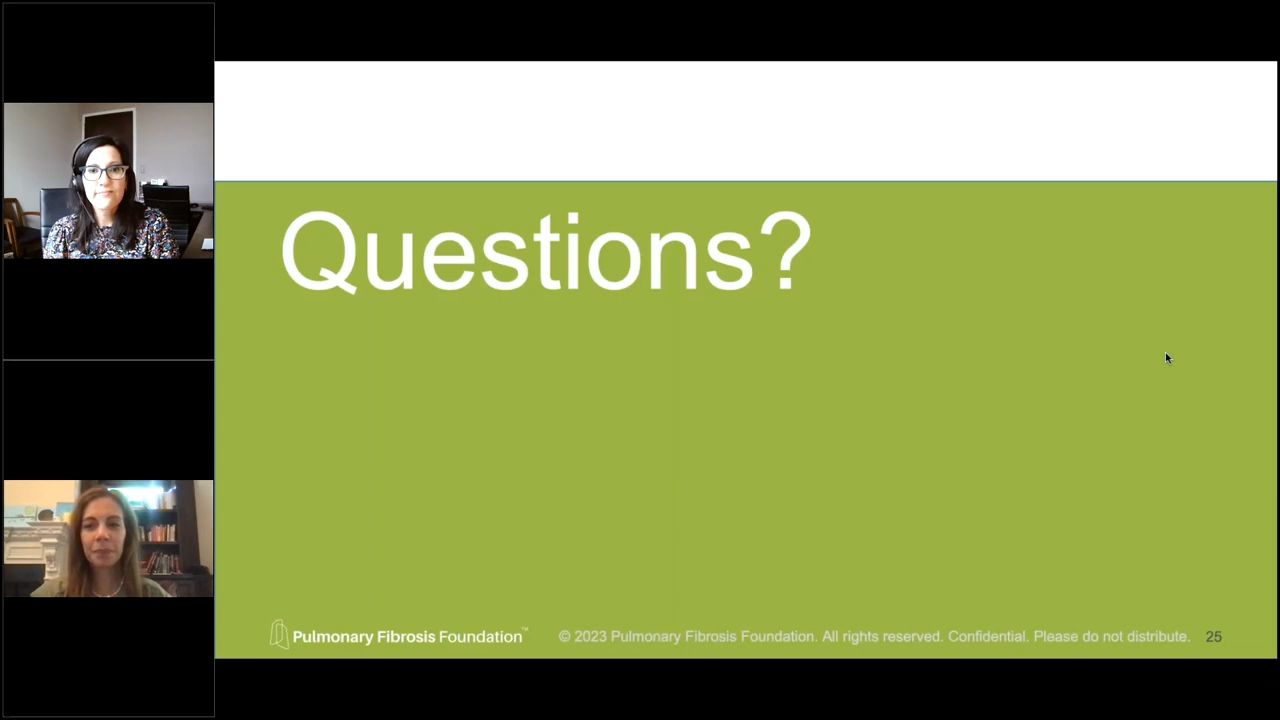 Questions?
Pulmonary Fibrosis Foundation™ © 2023 Pulmonary Fibrosis Foundation. All rights reserved. Confidential. Please do not distribute. 25